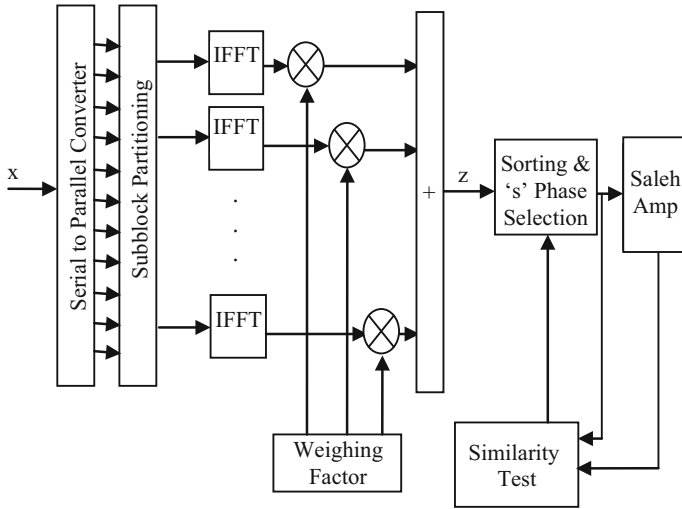 x
Serial to Parallel Converter
Subblock Partitioning
IFFT
IFFT
.
.
.
IFFT
+
z
Sorting &
‘s’ Phase
Selection
Saleh
Amp
Weighing
Factor
Similarity
Test